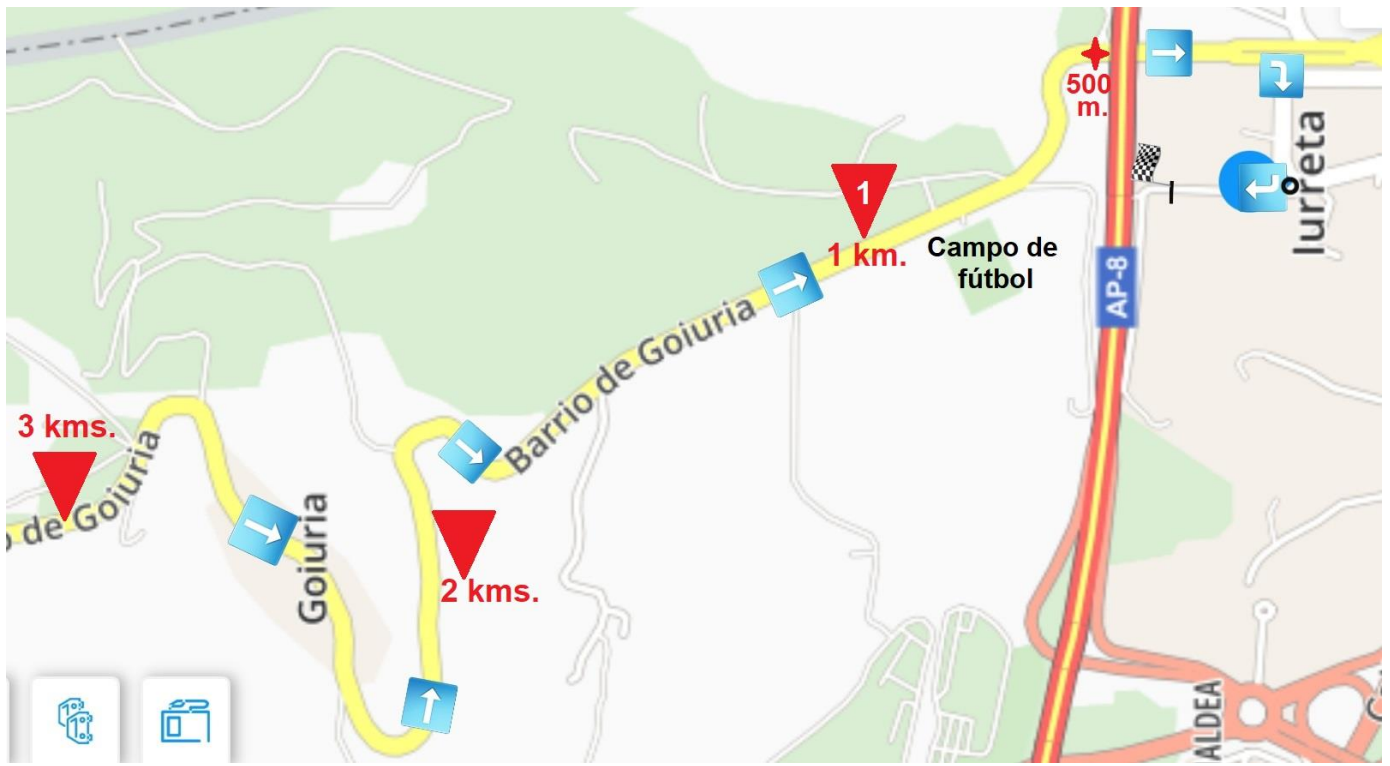 500
m.
Iurreta
1
1 km.
Campo de
fútbol
AP-8
Barrio de Goiuria
3 kms.
de Goiuria
Goiuria
2 kms.
ALDEA